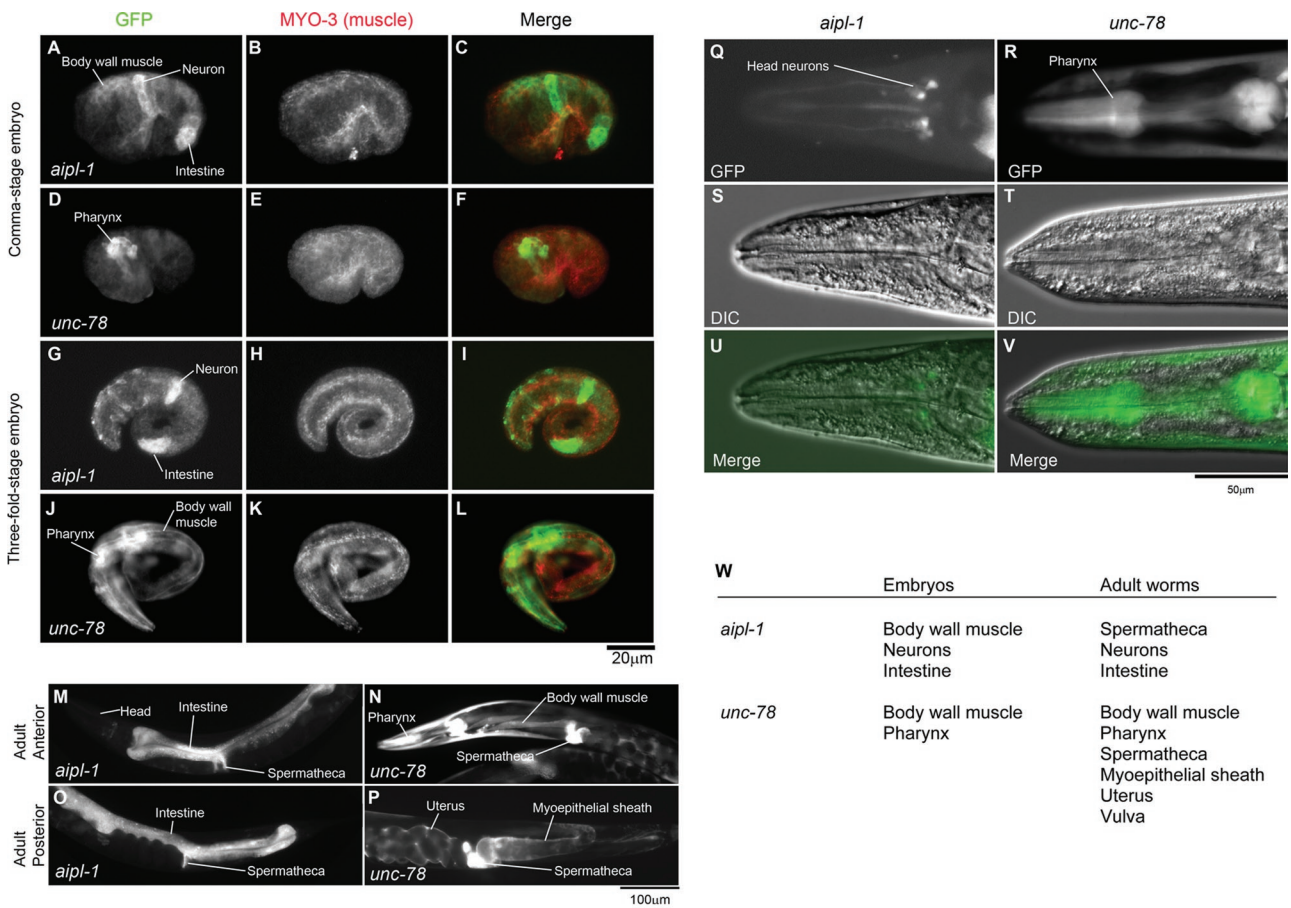 GFP
MYO-3 (muscle)
Merge
Comma-stage embryo
A
Body wall muscle
Neuron
Intestine
aipl-1
B
C
D
Pharynx
unc-78
E
F
Three-fold-stage embryo
G
Neuron
Intestine
aipl-1
H
I
J
Body wall
muscle
Pharynx
unc-78
K
L
20μm
Adult
Anterior
M
Head
Intestine
Spermatheca
aipl-1
N
Body wall muscle
Pharynx
Spermatheca
unc-78
Adult
Posterior
O
Intestine
Spermatheca
aipl-1
P
Uterus
Myoepithelial sheath
Spermatheca
unc-78
100μm
aipl-1
unc-78
Q
Head neurons
GFP
R
Pharynx
GFP
S
DIC
T
DIC
U
Merge
V
Merge
50μm
W
Embryos Adult worms
aipl-1 Body wall muscle Spermatheca
Neurons Neurons
Intestine Intestine
unc-78 Body wall muscle Body wall muscle
Pharynx Pharynx
Spermatheca
Myoepithelial sheath
Uterus
Vulva